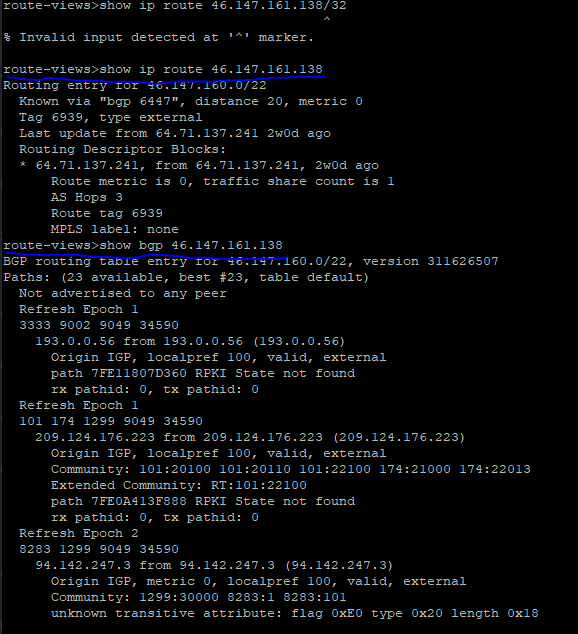 route-views>show ip route 46.147.161.138/32
^
% Invalid input detected at '^' marker.
route-views>show ip route 46.147.161.138
Routing entry for 46.147.160.0/22
Known via "bgp 6447", distance 20, metric 0
Tag 6939, type external
Last update from 64.71.137.241 2w0d ago
Routing Descriptor Blocks:
* 64.71.137.241, from 64.71.137.241, 2w0d ago
Route metric is 0, traffic share count is 1
AS Hops 3
Route tag 6939
MPLS label: none
route-views>show bgp 46.147.161.138
BGP routing table entry for 46.147.160.0/22, version 311626507
Paths: (23 available, best #23, table default)
Not advertised to any peer
Refresh Epoch 1
3333 9002 9049 34590
193.0.0.56 from 193.0.0.56 (193.0.0.56)
Origin IGP, localpref 100, valid, external
path 7FE11807D360 RPKI State not found
rx pathid: 0, tx pathid: 0
Refresh Epoch 1
101 174 1299 9049 34590
209.124.176.223 from 209.124.176.223 (209.124.176.223)
Origin IGP, localpref 100, valid, external
Community: 101:20100 101:20110 101:22100 174:21000 174:22013
Extended Community: RT:101:22100
path 7FE0A413F888 RPKI State not found
rx pathid: 0, tx pathid: 0
Refresh Epoch 2
8283 1299 9049 34590
94.142.247.3 from 94.142.247.3 (94.142.247.3)
Origin IGP, metric 0, localpref 100, valid, external
Community: 1299:30000 8283:1 8283:101
unknown transitive attribute: flag 0xE0 type 0x20 length 0x18